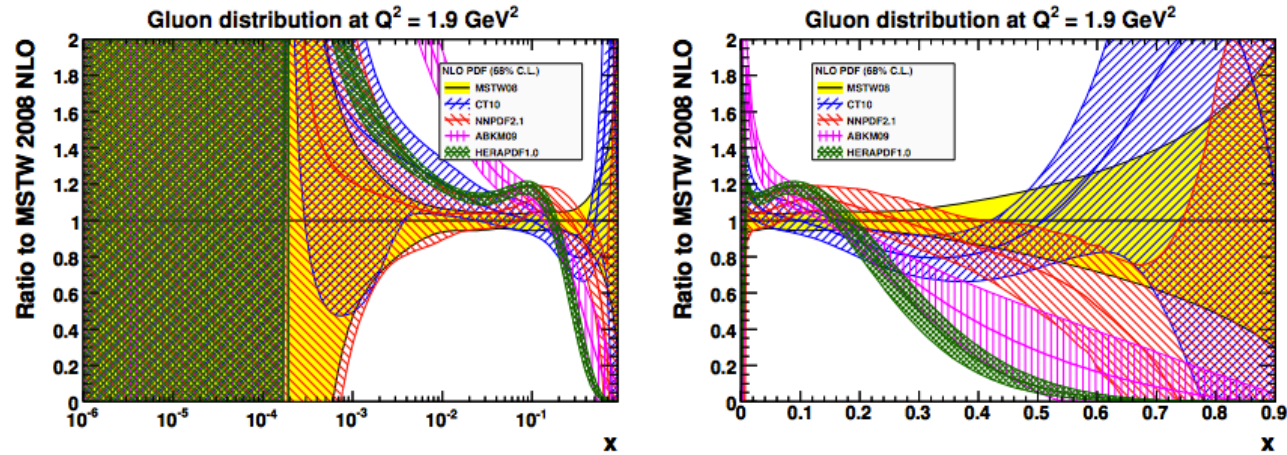 Gluon distribution at Q² = 1.9 GeV²
Ratio to MSTW 2008 NLO
2
1.8
1.6
1.4
1.2
1
0.8
0.6
0.4
0.2
0
NLO PDF (68% C.L.)
MSTW08
CT10
NNPDF2.1
ABKM09
HERAPDF1.0
10⁻⁶ 10⁻⁵ 10⁻⁴ 10⁻³ 10⁻² 10⁻¹
x
Gluon distribution at Q² = 1.9 GeV²
Ratio to MSTW 2008 NLO
2
1.8
1.6
1.4
1.2
1
0.8
0.6
0.4
0.2
0
NLO PDF (68% C.L.)
MSTW08
CT10
NNPDF2.1
ABKM09
HERAPDF1.0
0 0.1 0.2 0.3 0.4 0.5 0.6 0.7 0.8 0.9
x